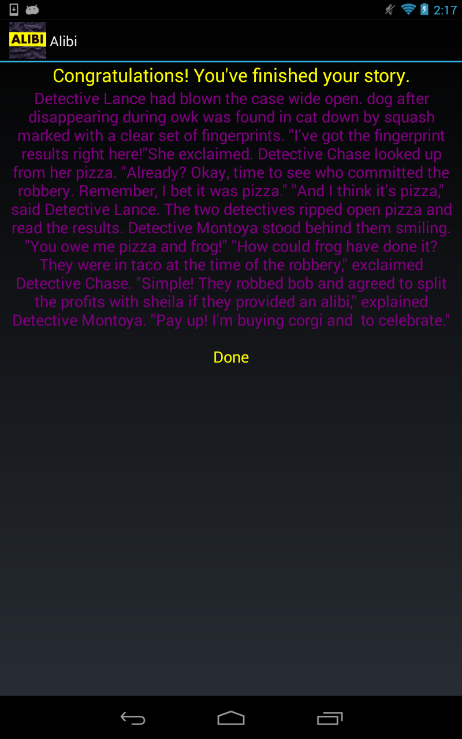 2:17
ALIBI Alibi
Congratulations! You've finished your story.
Detective Lance had blown the case wide open. dog after
disappearing during owk was found in cat down by squash
marked with a clear set of fingerprints. "I've got the fingerprint
results right here!"She exclaimed. Detective Chase looked up
from her pizza. "Already? Okay, time to see who committed the
robbery. Remember, I bet it was pizza." "And I think it's pizza,"
said Detective Lance. The two detectives ripped open pizza and
read the results. Detective Montoya stood behind them smiling.
"You owe me pizza and frog!" "How could frog have done it?
They were in taco at the time of the robbery," exclaimed
Detective Chase. "Simple! They robbed bob and agreed to split
the profits with sheila if they provided an alibi," explained
Detective Montoya. "Pay up! I'm buying corgi and  to celebrate."
Done